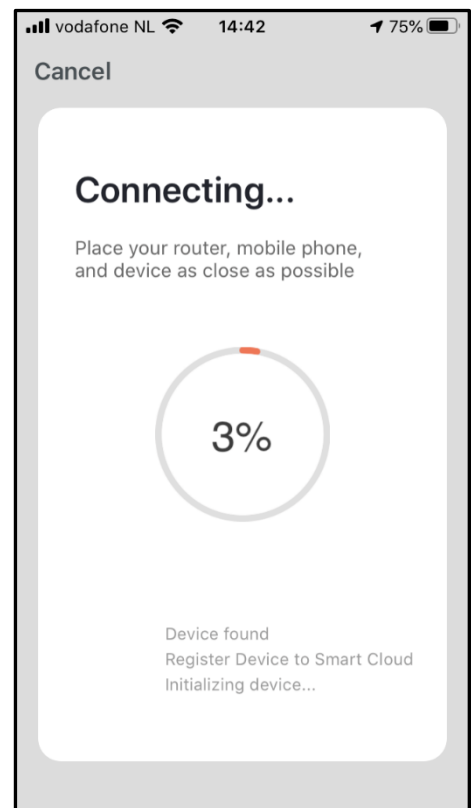 vodafone NL 14:42 75%
Cancel
Connecting...
Place your router, mobile phone,
and device as close as possible
3%
Device found
Register Device to Smart Cloud
Initializing device...